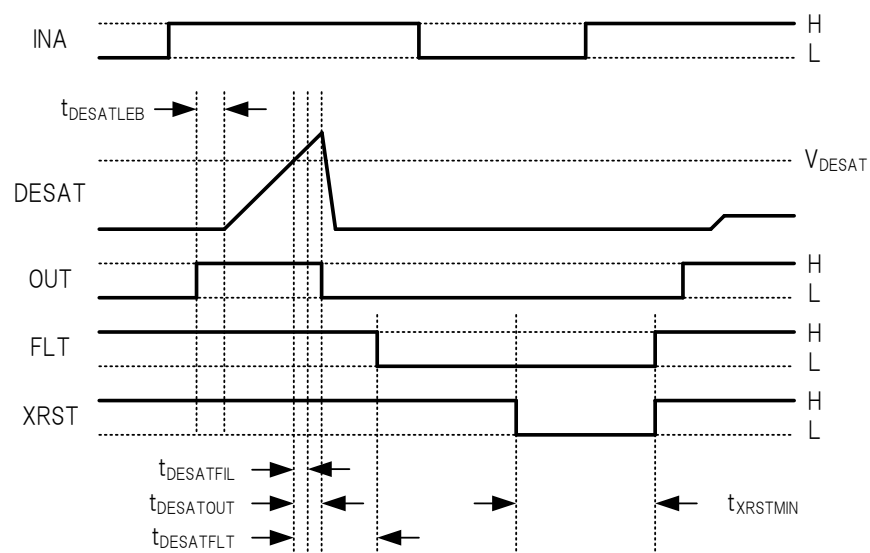 INA
H
L
tDESATLEB
VDESAT
DESAT
OUT
H
L
FLT
H
L
XRST
H
L
tDESATFIL
tDESATOUT
tXRSTMIN
tDESATFLT